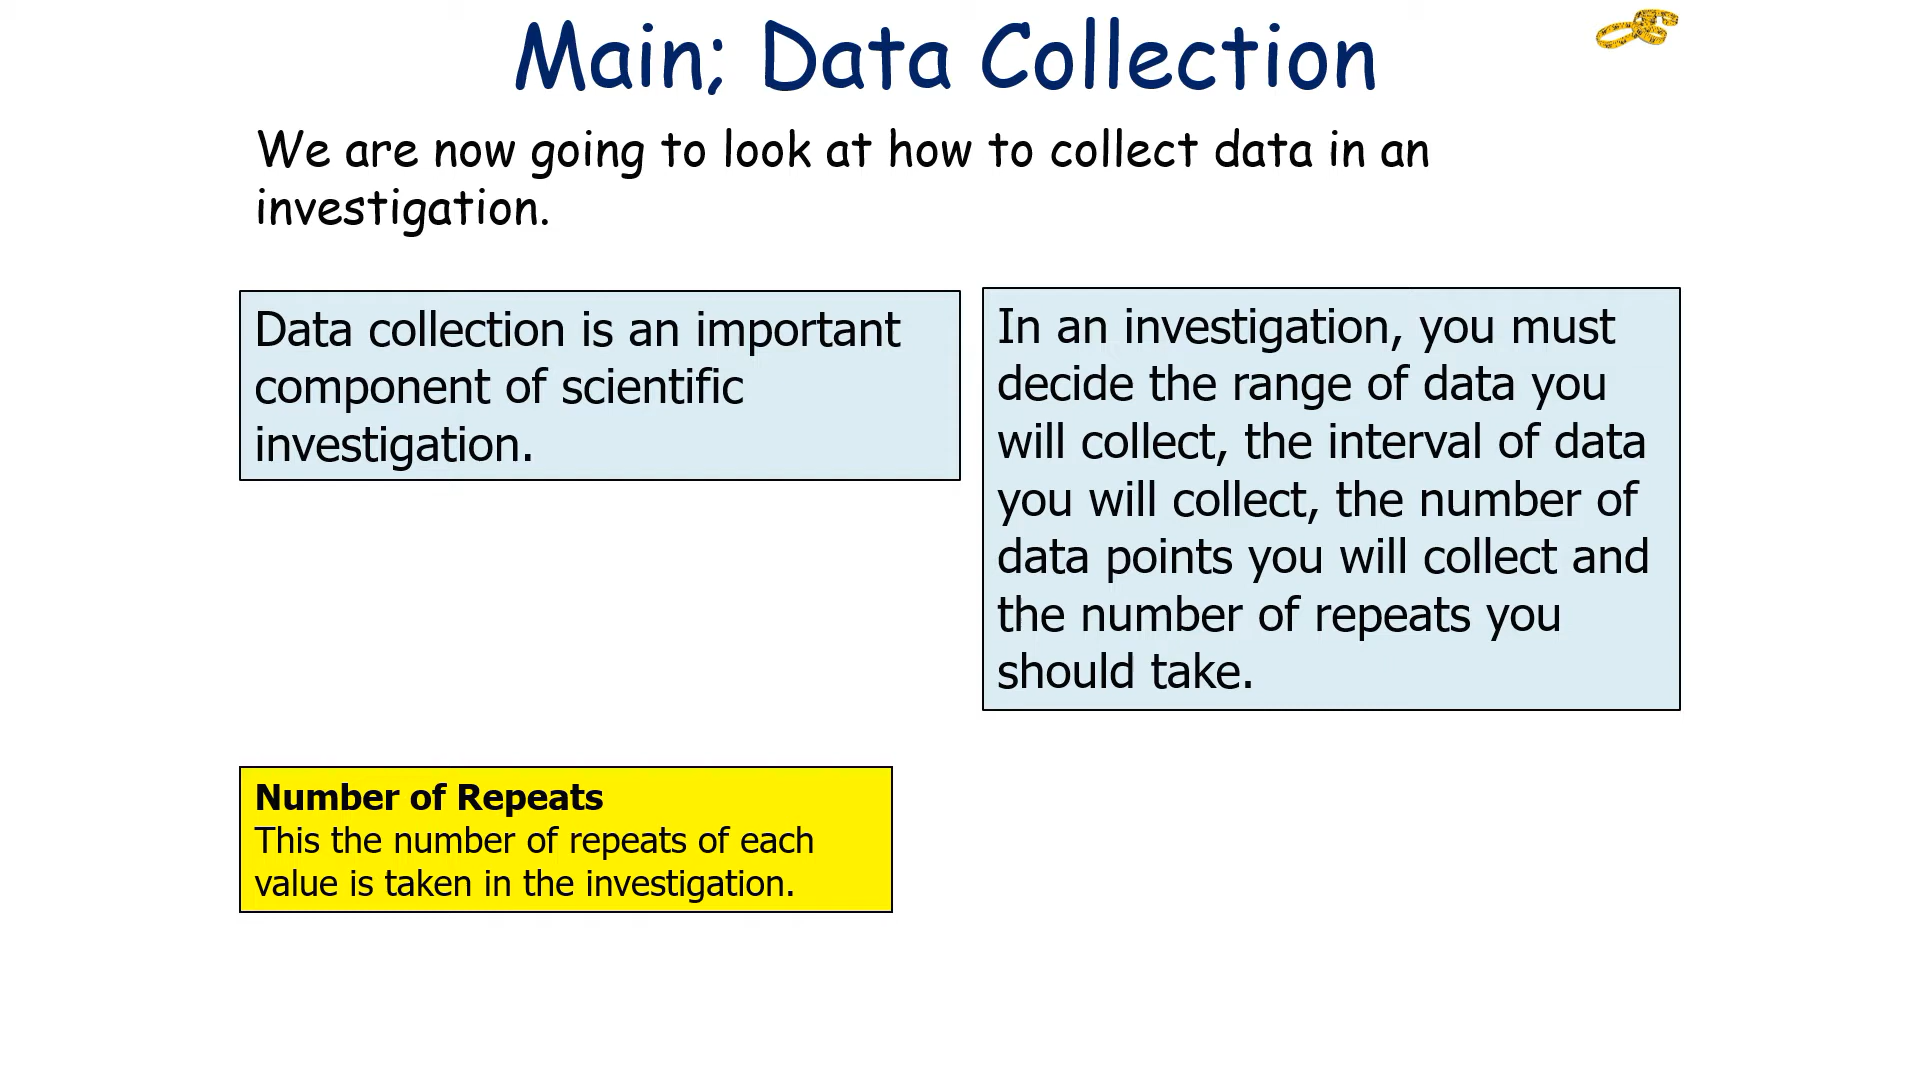 Main; Data Collection
We are now going to look at how to collect data in an
investigation.
Data collection is an important
component of scientific
investigation.
In an investigation, you must
decide the range of data you
will collect, the interval of data
you will collect, the number of
data points you will collect and
the number of repeats you
should take.
Number of Repeats
This the number of repeats of each
value is taken in the investigation.